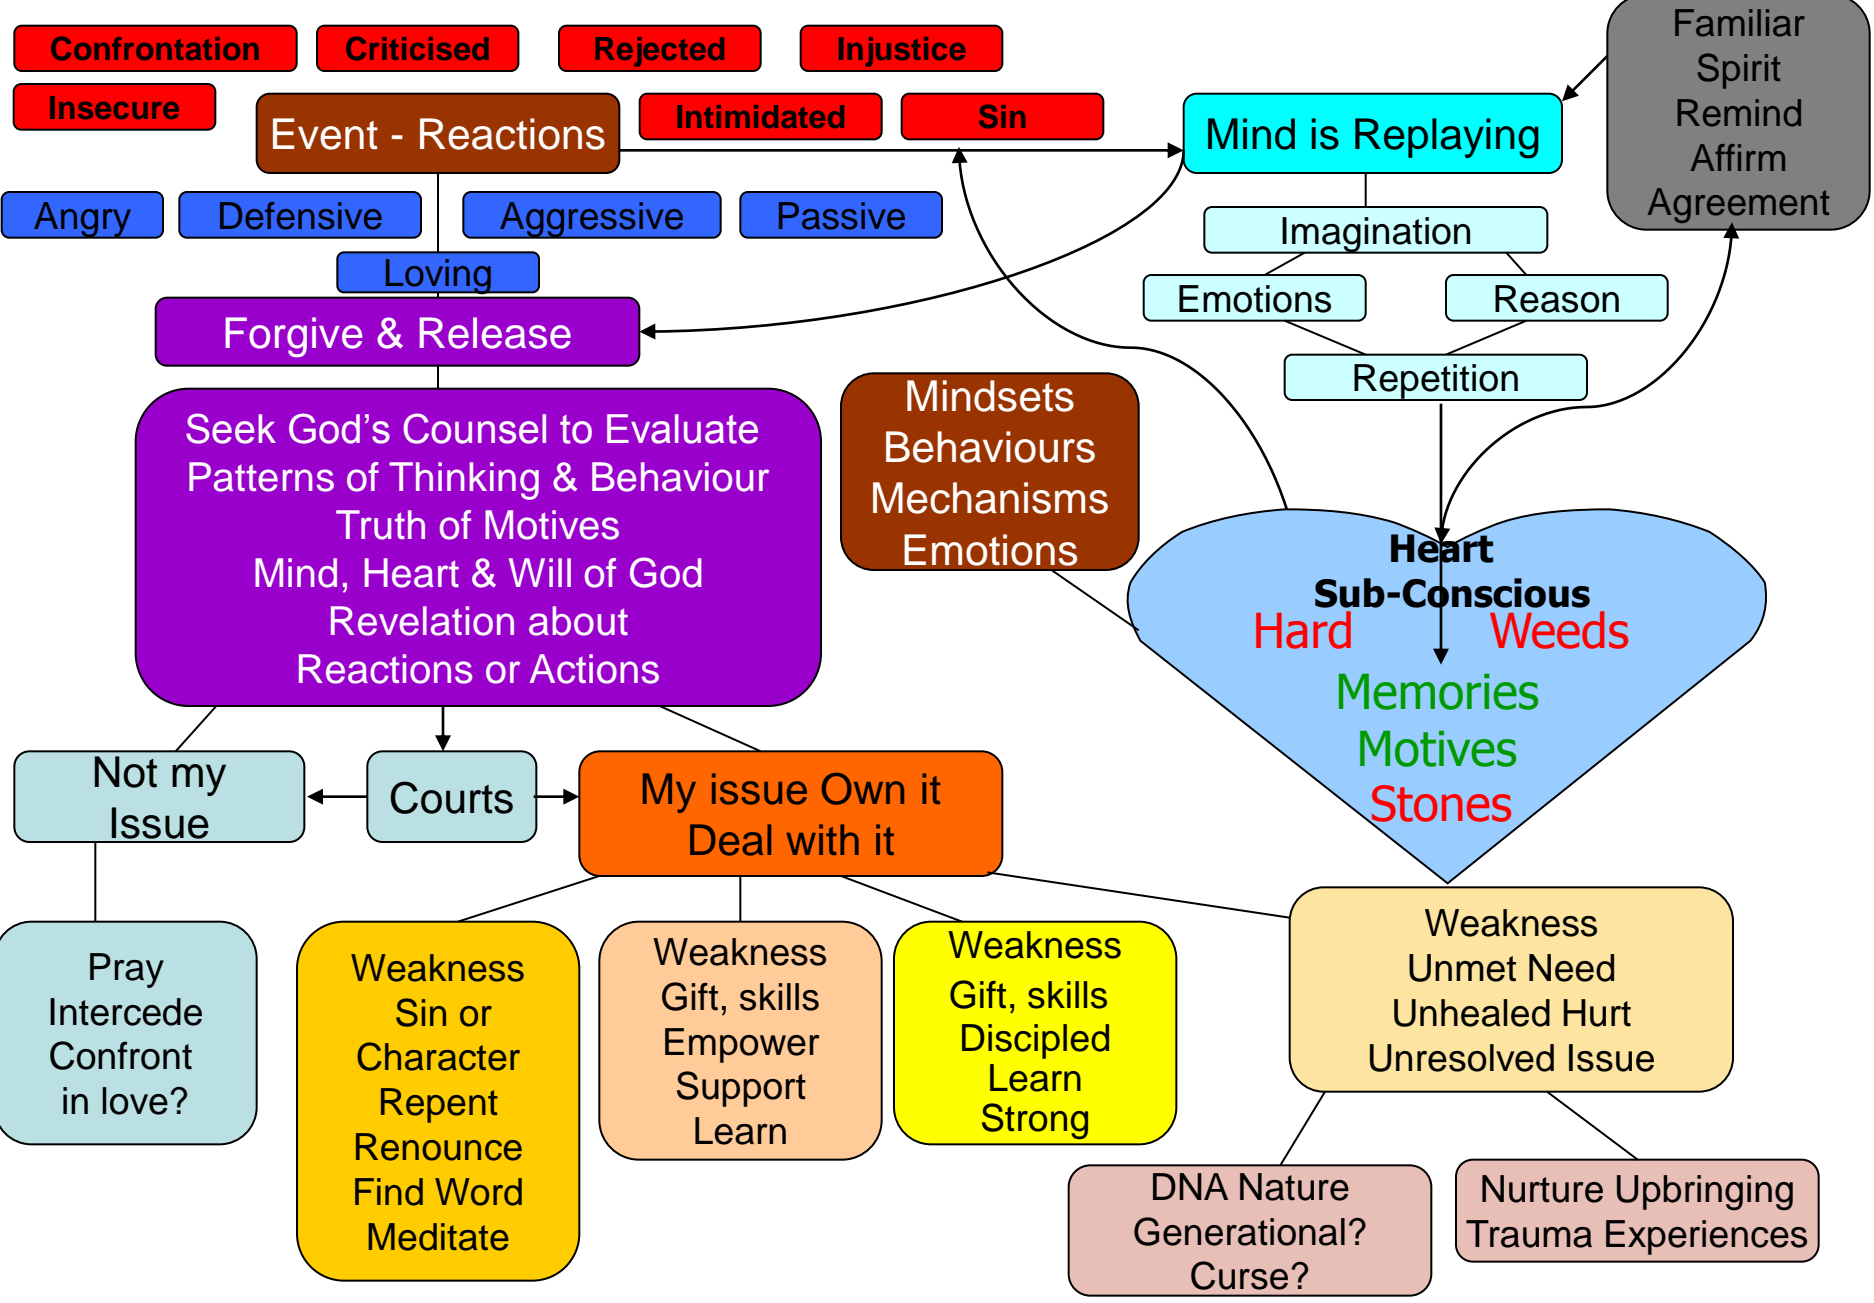 Confrontation
Criticised
Rejected
Injustice
Insecure
Event - Reactions
Intimidated
Sin
Mind is Replaying
Familiar
Spirit
Remind
Affirm
Agreement
Angry
Defensive
Aggressive
Passive
Loving
Imagination
Emotions
Reason
Repetition
Forgive & Release
Seek God’s Counsel to Evaluate
Patterns of Thinking & Behaviour
Truth of Motives
Mind, Heart & Will of God
Revelation about
Reactions or Actions
Mindsets
Behaviours
Mechanisms
Emotions
Heart
Sub-Conscious
Hard
Weeds
Memories
Motives
Stones
Not my
Issue
Courts
My issue Own it
Deal with it
Pray
Intercede
Confront
in love?
Weakness
Sin or
Character
Repent
Renounce
Find Word
Meditate
Weakness
Gift, skills
Empower
Support
Learn
Weakness
Gift, skills
Discipled
Learn
Strong
Weakness
Unmet Need
Unhealed Hurt
Unresolved Issue
DNA Nature
Generational?
Curse?
Nurture Upbringing
Trauma Experiences